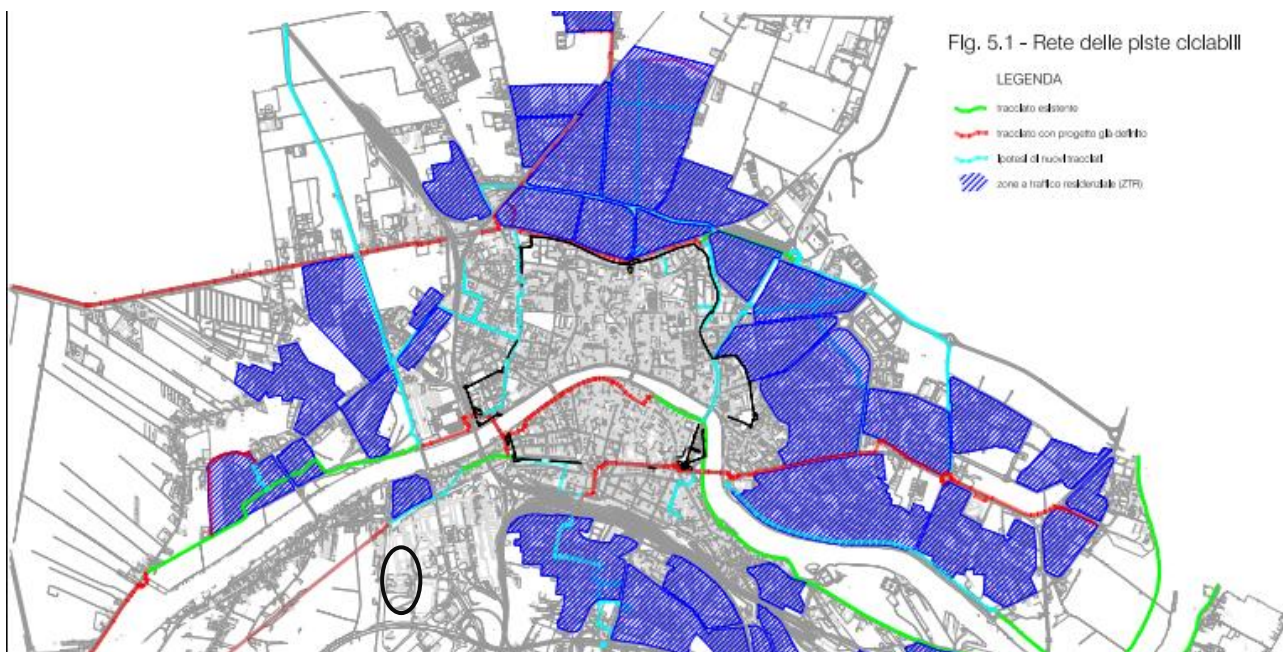 Fig. 5.1 - Rete delle piste ciclabili
LEGENDA
tracciato esistente
tracciato con progetto già definito
ipotesi di nuovi tracciati
zone a traffico residenziale (ZTR)